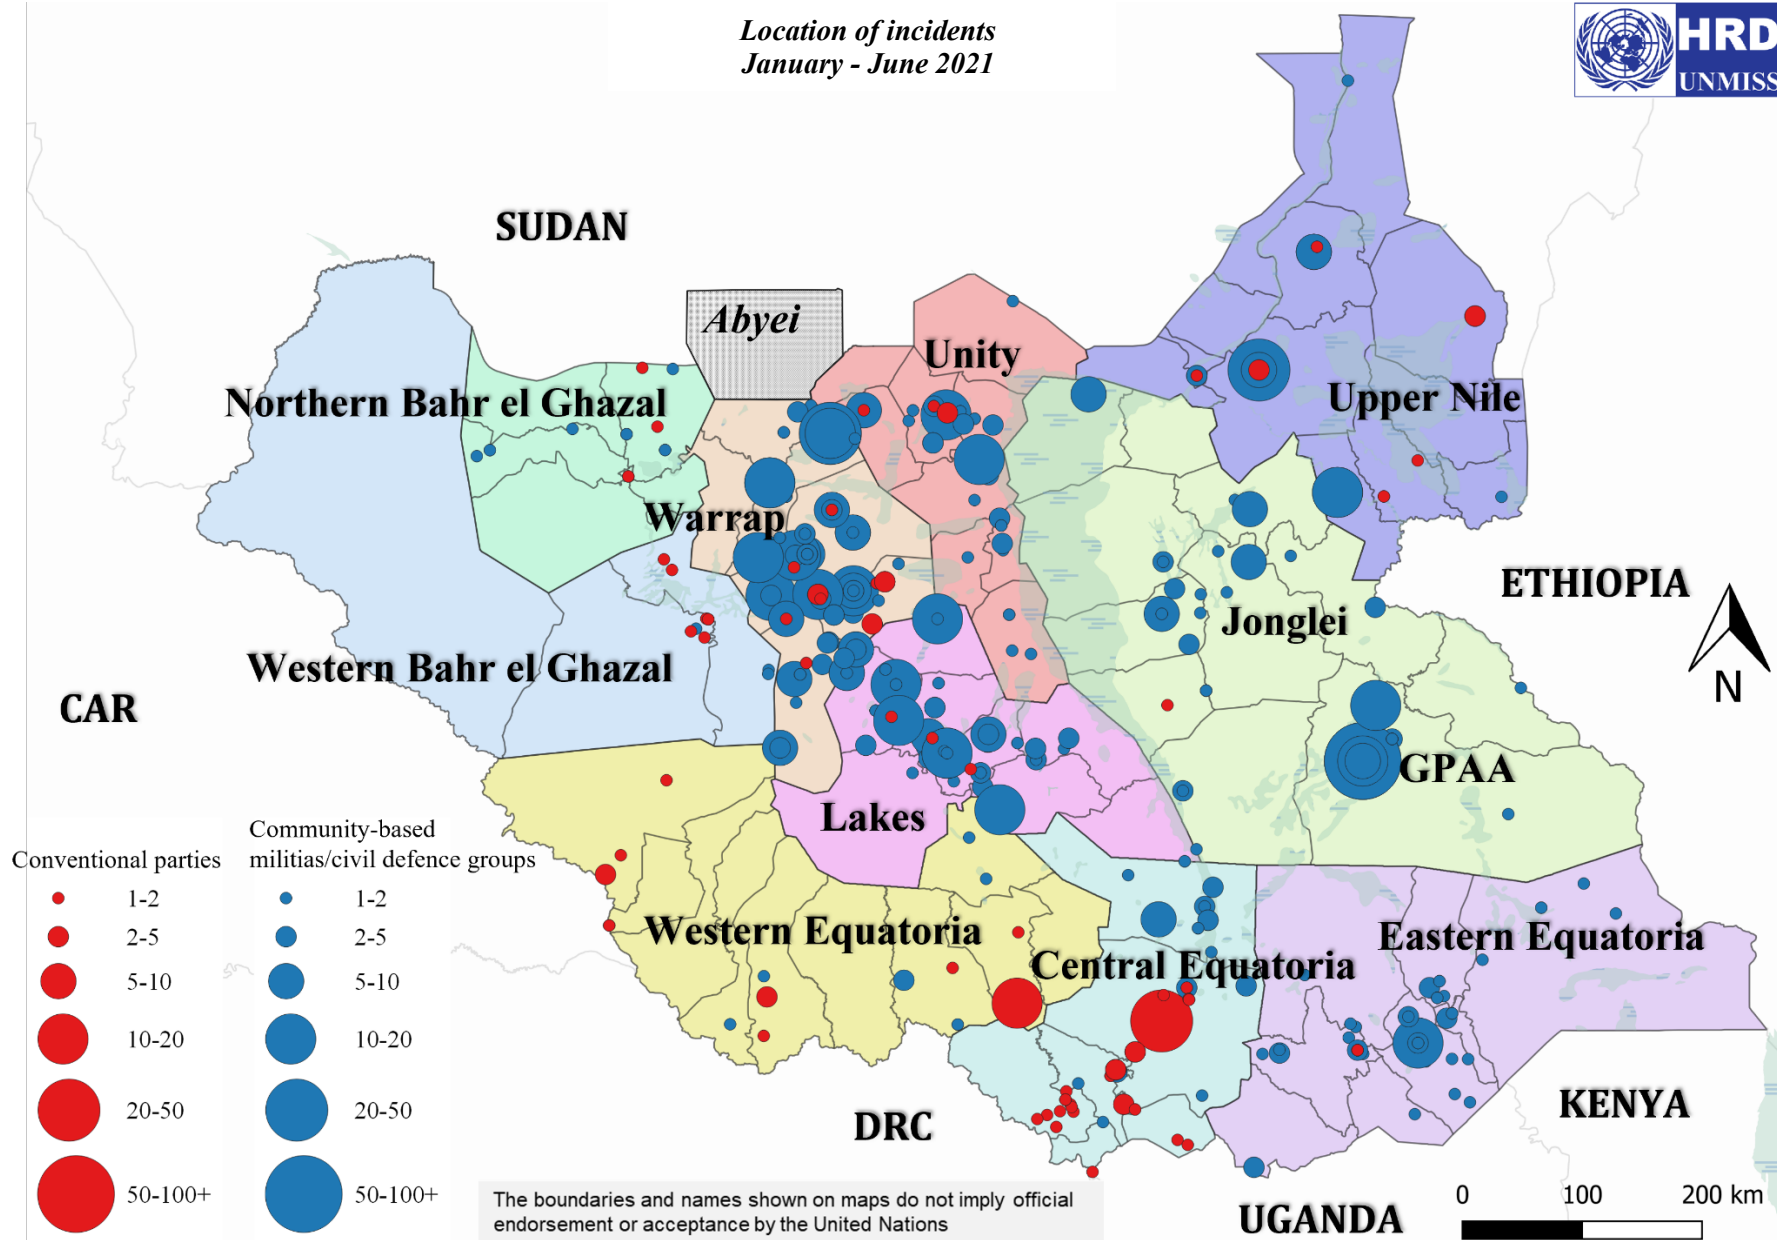 Location of incidents
January - June 2021
HRD
UNMISS
SUDAN
Abyei
Unity
Northern Bahr el Ghazal
Upper Nile
Warrap
ETHIOPIA
Jonglei
Western Bahr el Ghazal
CAR
N
GPAA
Lakes
Western Equatoria
Central Equatoria
Eastern Equatoria
DRC
KENYA
UGANDA
Conventional parties
1-2
2-5
5-10
10-20
20-50
50-100+
Community-based
militias/civil defence groups
1-2
2-5
5-10
10-20
20-50
50-100+
The boundaries and names shown on maps do not imply official
endorsement or acceptance by the United Nations
0 100 200 km